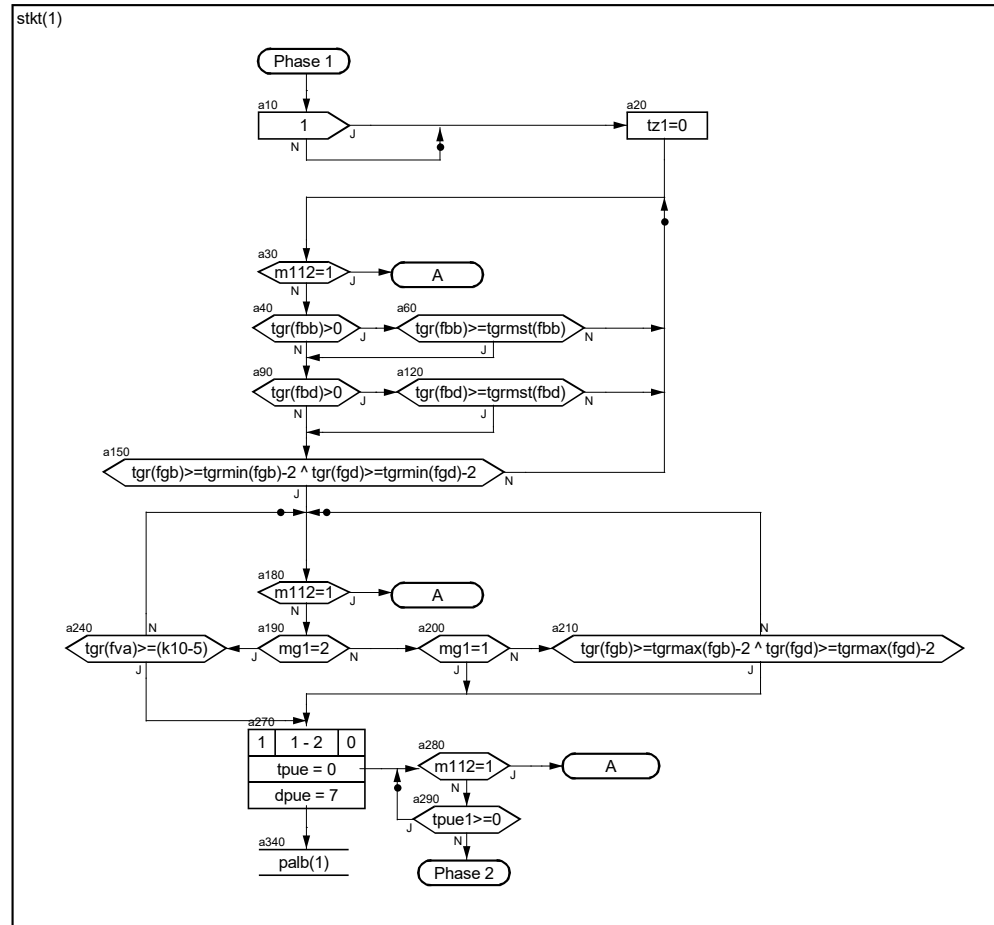 stkt(1)
Phase 1
a10
1
J
N
a20
tz1=0
a30
m112=1
J
N
A
a40
tgr(fbb)>0
J
N
a60
tgr(fbb)>=tgrmst(fbb)
N
J
a90
tgr(fbd)>0
J
N
a120
tgr(fbd)>=tgrmst(fbd)
N
J
a150
tgr(fgb)>=tgrmin(fgb)-2 ^ tgr(fgd)>=tgrmin(fgd)-2
N
J
a180
m112=1
J
N
A
a240
N
tgr(fva)>=(k10-5)
J
a190
mg1=2
J
N
a200
mg1=1
N
J
a210
N
tgr(fgb)>=tgrmax(fgb)-2 ^ tgr(fgd)>=tgrmax(fgd)-2
J
a270
1 1 - 2 0
tpue = 0
dpue = 7
a280
m112=1
J
N
A
a290
tpue1>=0
J
N
a340
palb(1)
Phase 2